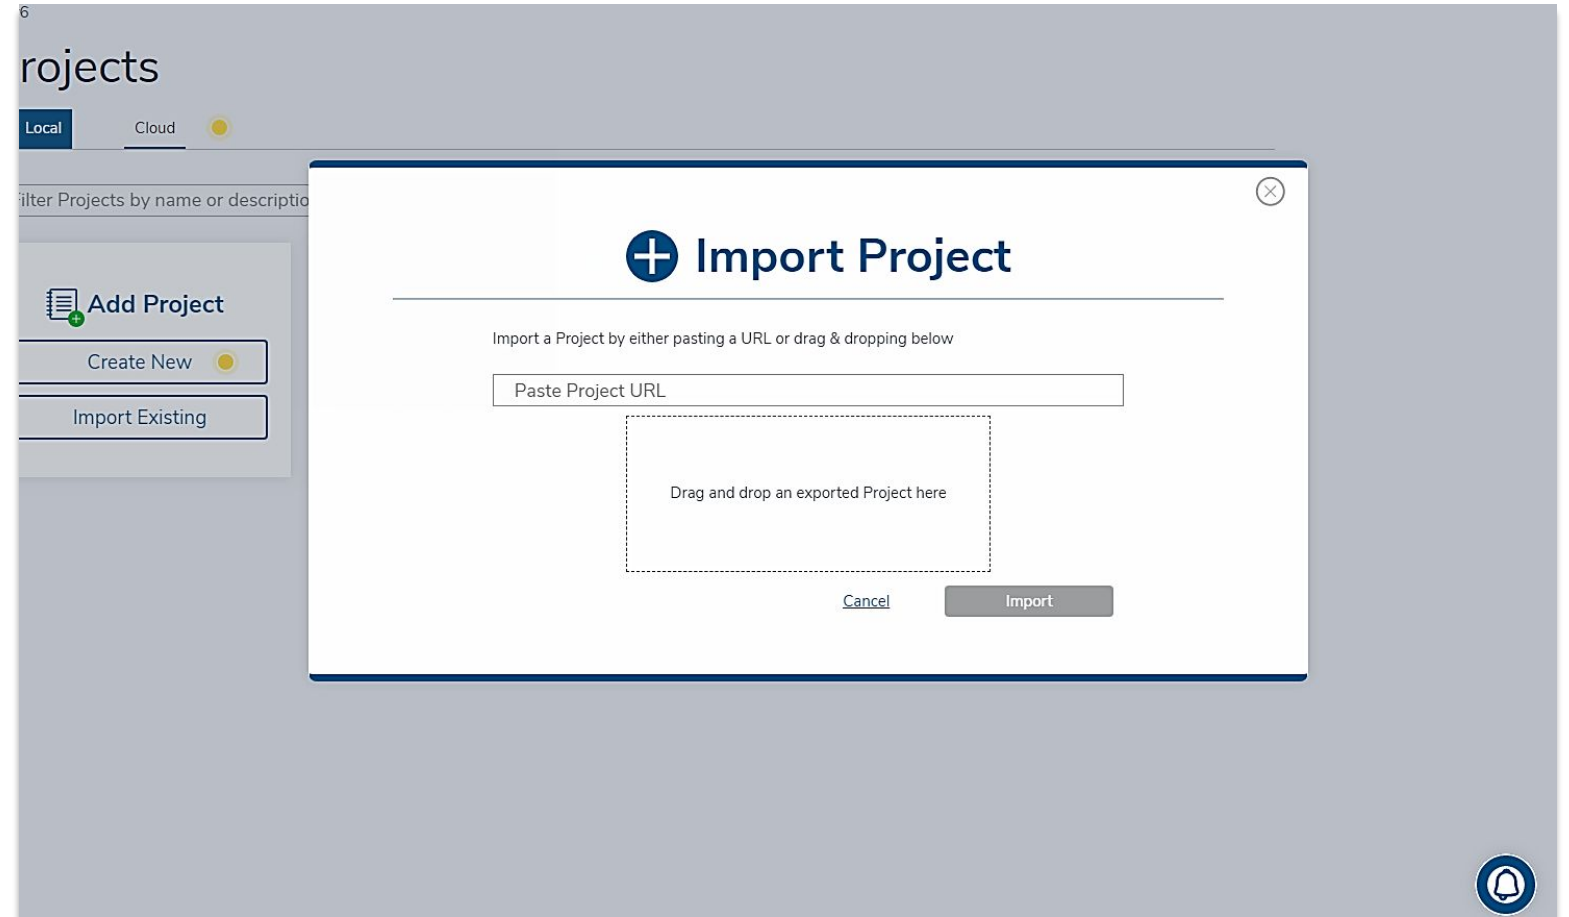 6
rojects
Local Cloud
ilter Projects by name or descriptio
Add Project
Create New
Import Existing
Import Project
Import a Project by either pasting a URL or drag & dropping below
Paste Project URL
Drag and drop an exported Project here
Cancel Import